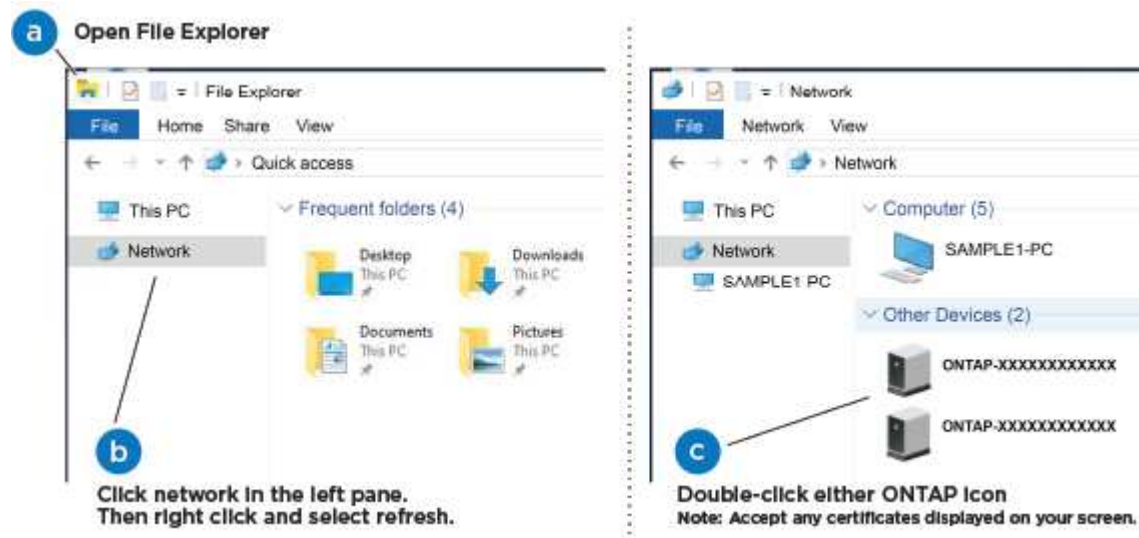 a Open File Explorer
File Explorer
File Home Share View
Quick access
This PC
Network
Frequent folders (4)
Desktop
This PC
Downloads
This PC
Documents
This PC
Pictures
This PC
b
Click network in the left pane.
Then right click and select refresh.
Network
File Network View
Network
This PC
Network
SAMPLE1 PC
Computer (5)
SAMPLE1-PC
Other Devices (2)
ONTAP-XXXXXXXXXXXX
ONTAP-XXXXXXXXXXXX
c
Double-click either ONTAP icon
Note: Accept any certificates displayed on your screen.